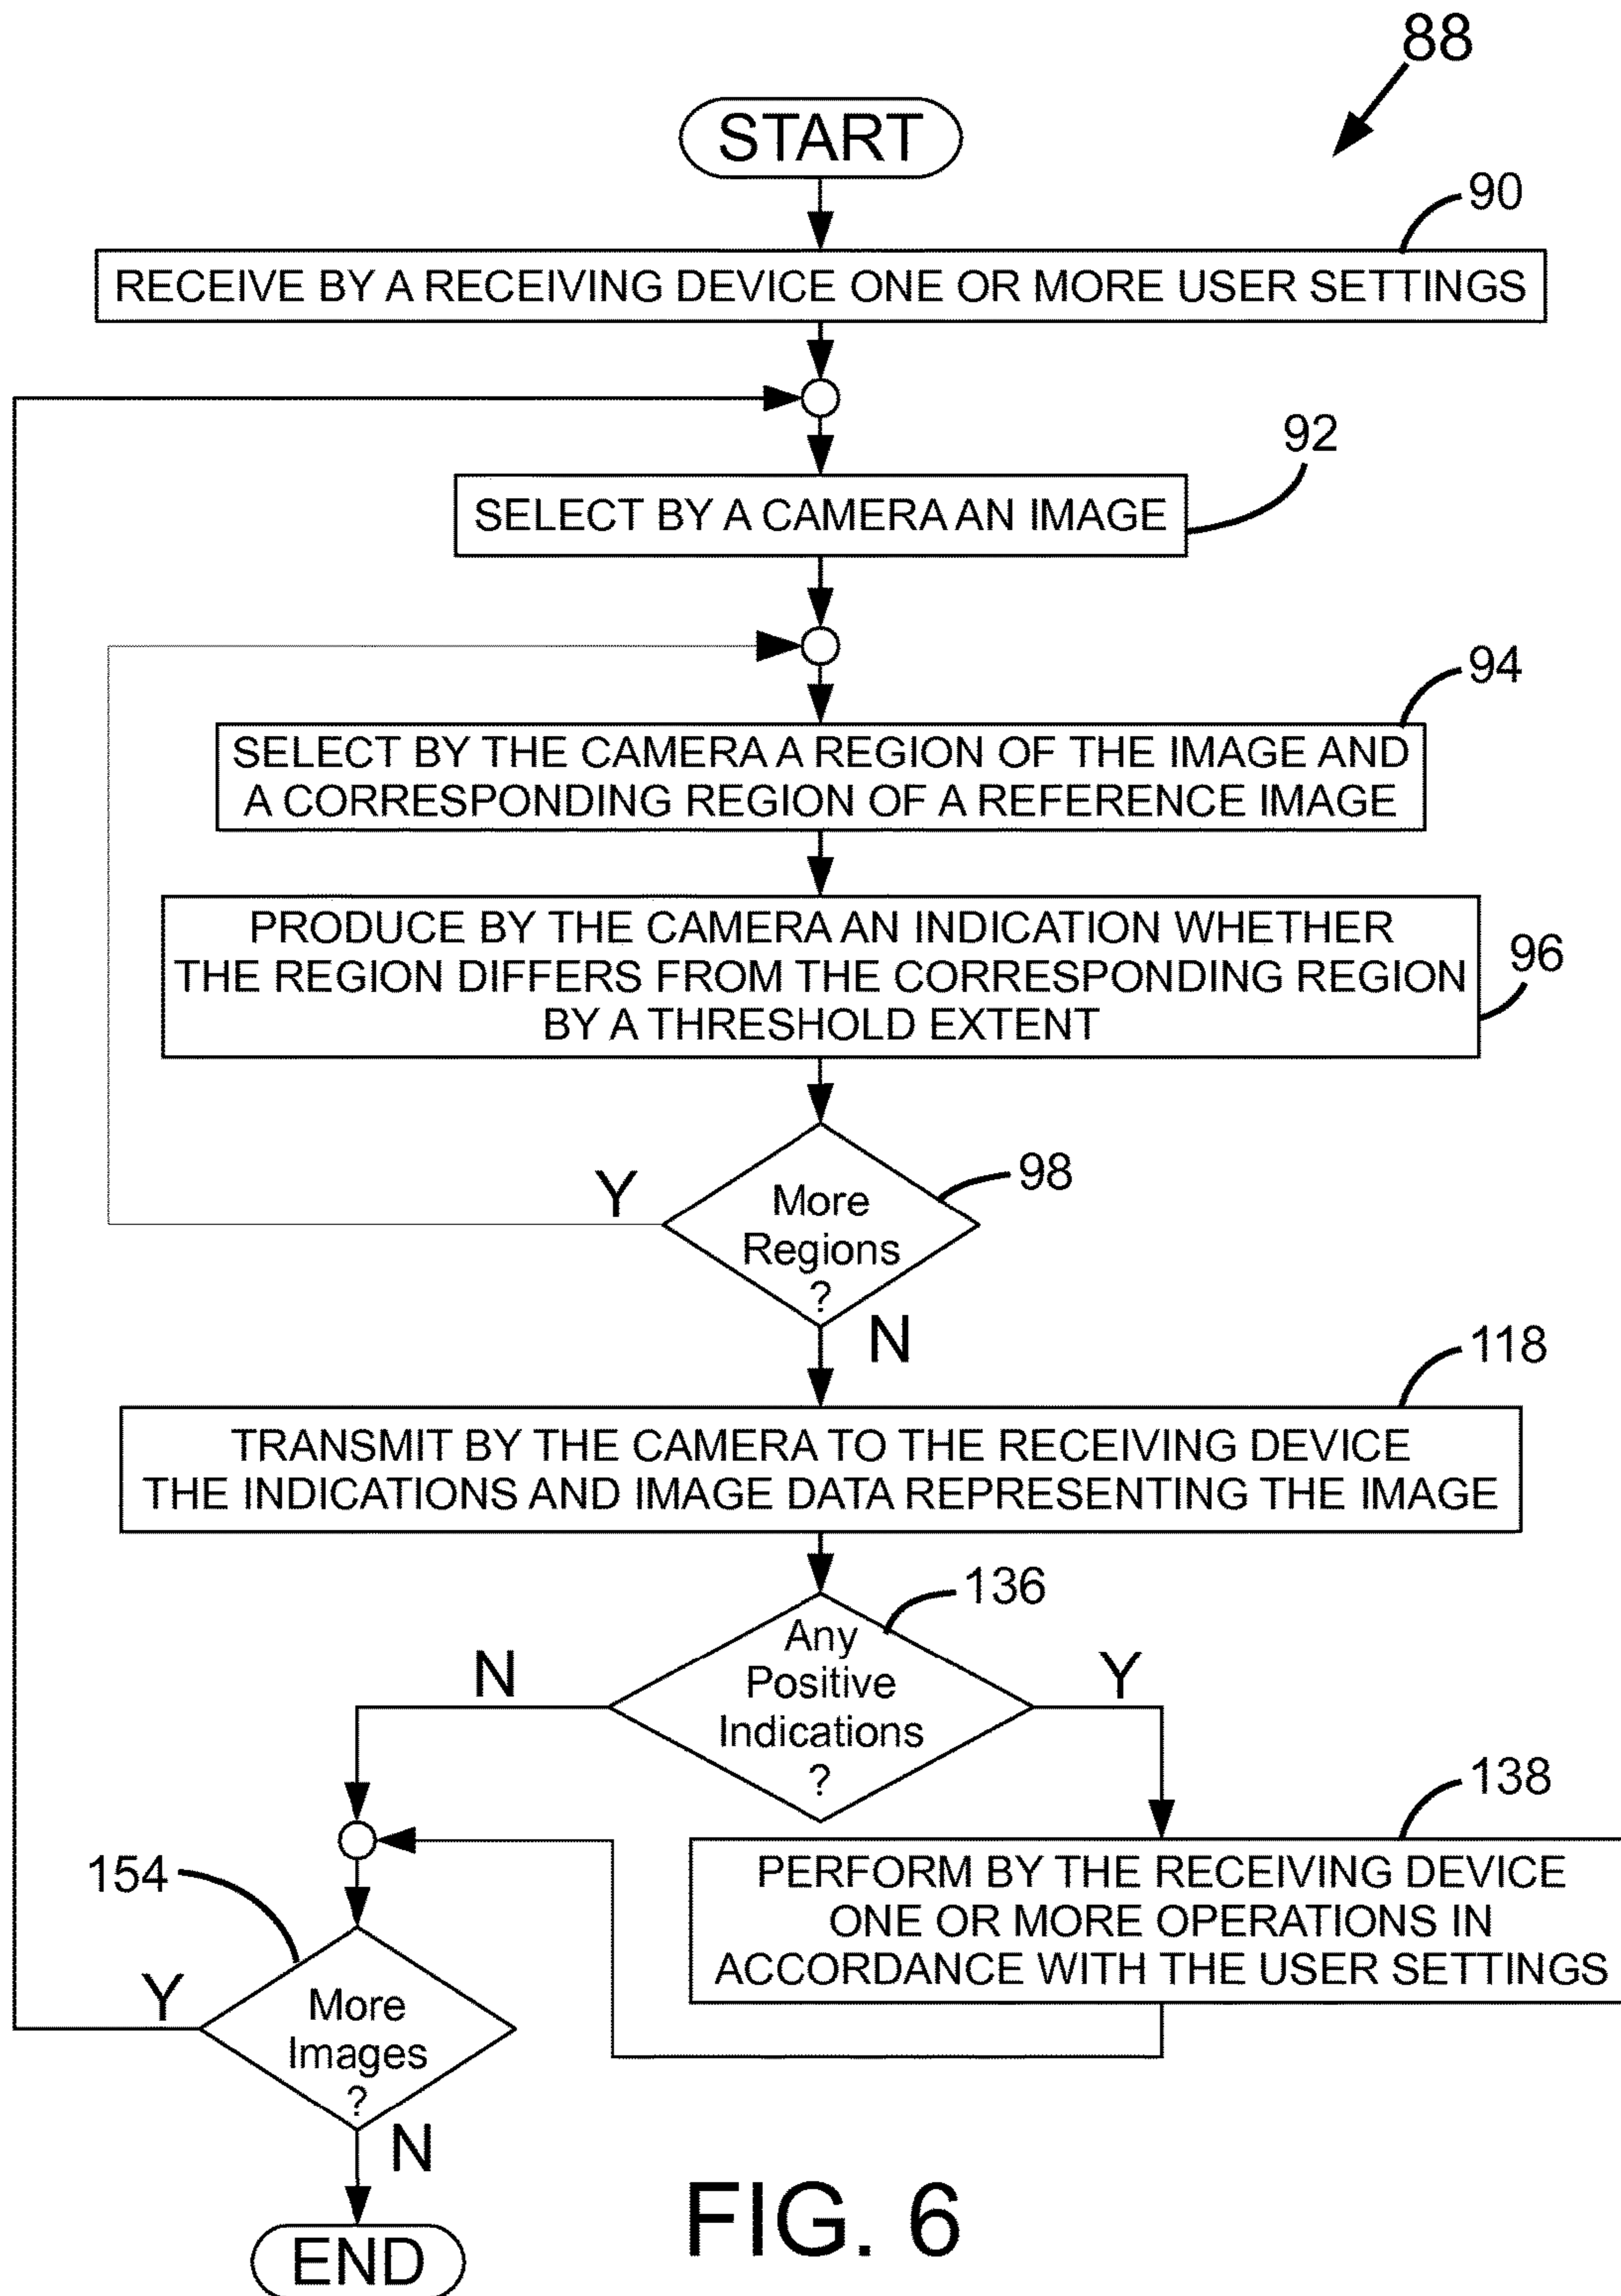 88
START
90
RECEIVE BY A RECEIVING DEVICE ONE OR MORE USER SETTINGS
92
SELECT BY A CAMERA AN IMAGE
94
SELECT BY THE CAMERA A REGION OF THE IMAGE AND
A CORRESPONDING REGION OF A REFERENCE IMAGE
PRODUCE BY THE CAMERA AN INDICATION WHETHER
THE REGION DIFFERS FROM THE CORRESPONDING REGION
BY A THRESHOLD EXTENT
96
98
Y
More
Regions
?
N
118
TRANSMIT BY THE CAMERA TO THE RECEIVING DEVICE
THE INDICATIONS AND IMAGE DATA REPRESENTING THE IMAGE
136
N
Any
Positive
Indications
?
Y
138
PERFORM BY THE RECEIVING DEVICE
ONE OR MORE OPERATIONS IN
ACCORDANCE WITH THE USER SETTINGS
154
Y
More
Images
?
N
END
FIG. 6